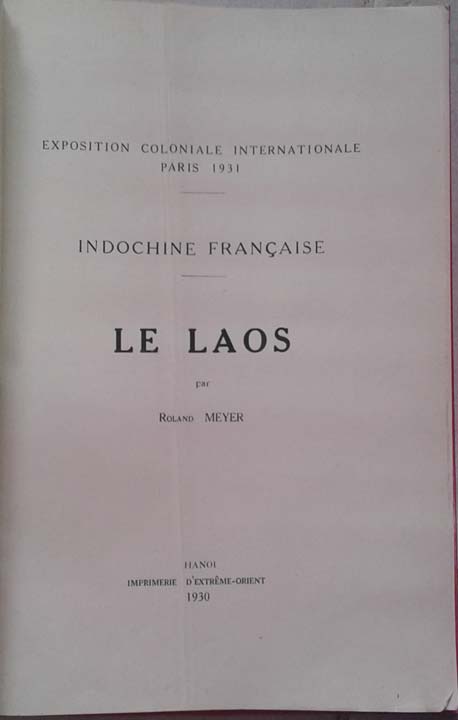 EXPOSITION COLONIALE INTERNATIONALE
PARIS 1931
INDOCHINE FRANÇAISE
LE LAOS
par
ROLAND MEYER
HANOI
IMPRIMERIE D'EXTRÊME-ORIENT
1930